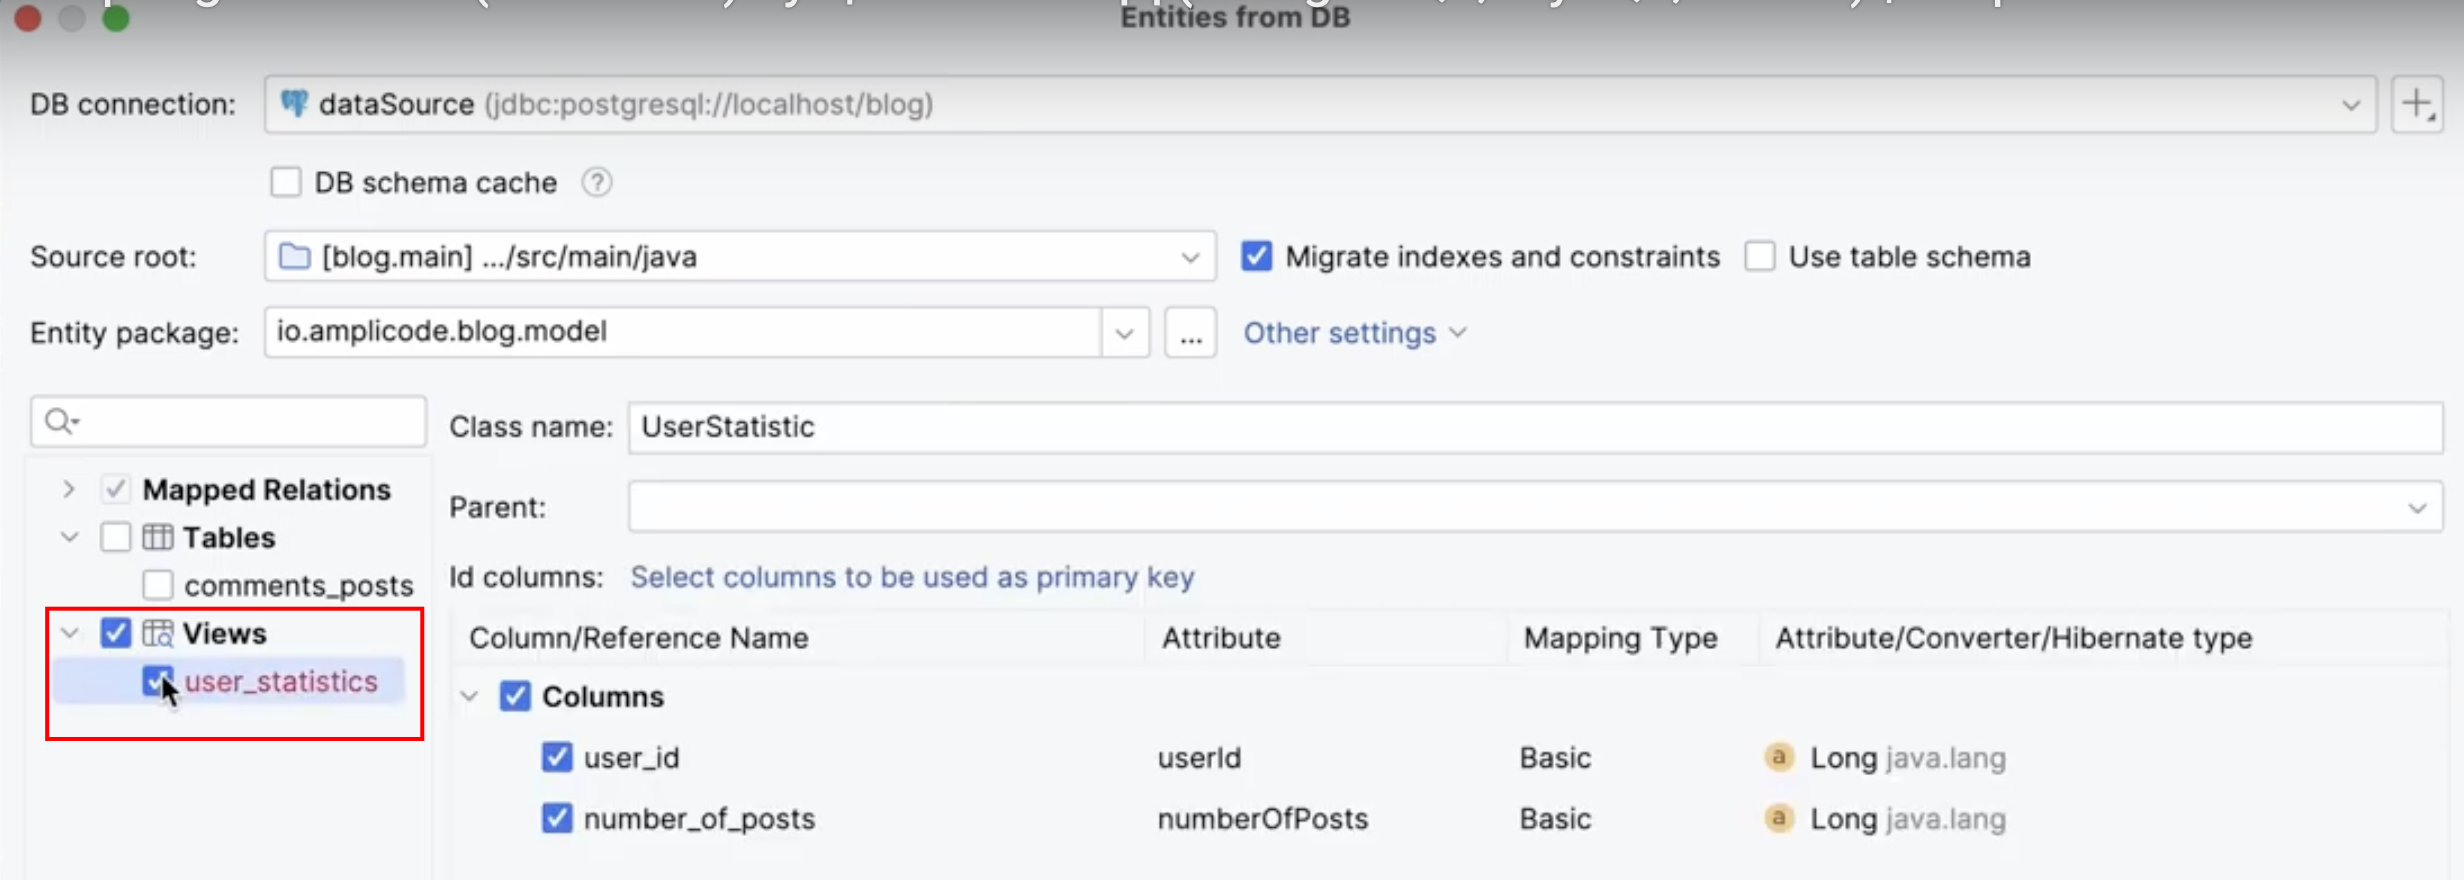 Entities from DB
DB connection: dataSource (jdbc:postgresql://localhost/blog)
DB schema cache ?
Source root: [blog.main] .../src/main/java Migrate indexes and constraints Use table schema
Entity package: io.amplicode.blog.model ... Other settings
Class name: UserStatistic
Mapped Relations
Parent:
Tables
Id columns: Select columns to be used as primary key
comments_posts
Views
Column/Reference Name Attribute Mapping Type Attribute/Converter/Hibernate type
user_statistics
Columns
user_id userId Basic a Long java.lang
number_of_posts numberOfPosts Basic a Long java.lang